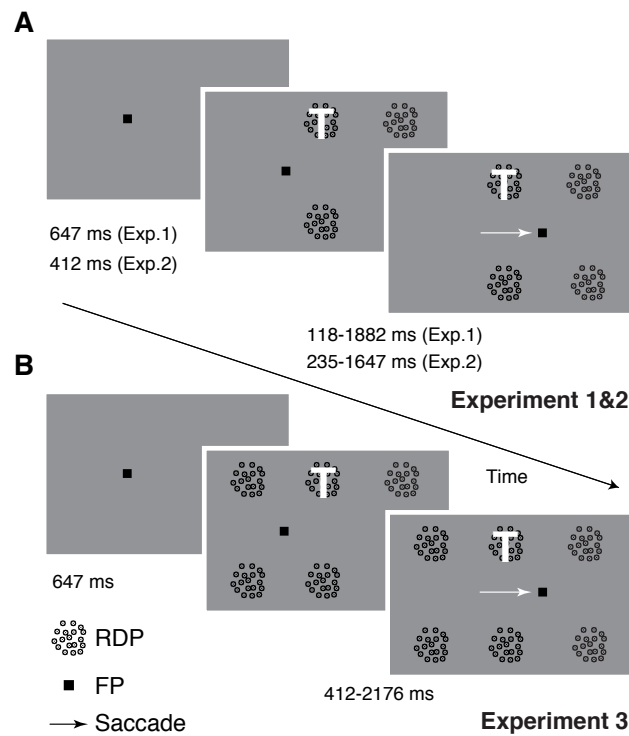 A
T
T
647 ms (Exp.1)
412 ms (Exp.2)
118-1882 ms (Exp.1)
235-1647 ms (Exp.2)
Experiment 1&2
B
T
Time
T
647 ms
RDP
FP
Saccade
412-2176 ms
Experiment 3